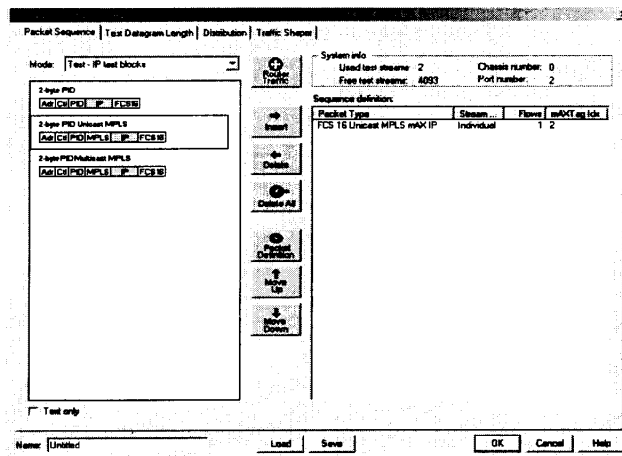 Packet Sequence | Test Datagram Length | Distribution | Traffic Shaper
Mode: Test - IP test blocks
2-byte PID
Adr Ctl PID IP FCS16
2-byte PID Unicast MPLS
Adr Ctl PID MPLS IP FCS16
2-byte PID Multicast MPLS
Adr Ctl PID MPLS IP FCS16
Text only
Router Traffic
Insert
Delete
Delete All
Packet Definition
Move Up
Move Down
System info
Used test streams: 2 Chassis number: 0
Free test streams: 4093 Port number: 2
Sequence definition:
Packet Type Stream ... Flows mAXTag Idx
FCS 16 Unicast MPLS mAX IP Individual 1 2
Name: Untitled Load Save OK Cancel Help